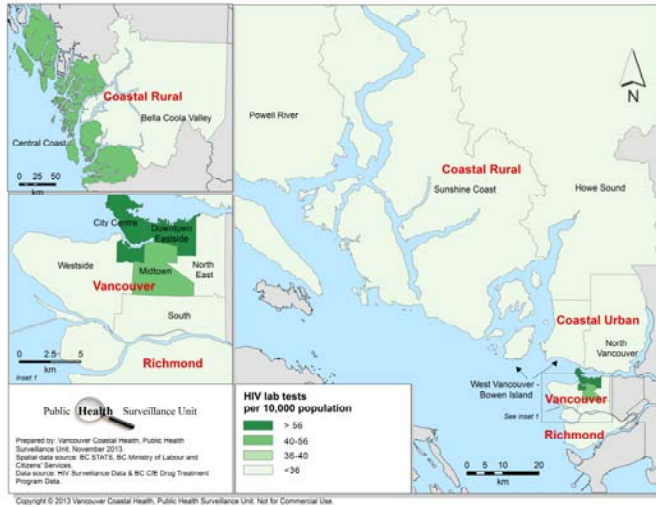 Coastal Rural
Bella Coola Valley
Central Coast
0 25 50
km
City Centre
Downtown
Eastside
Westside
Midtown
North
East
Vancouver
South
Richmond
0 2.5 5
km
Inset 1
Powell River
Coastal Rural
Sunshine Coast
Howe Sound
N
Coastal Urban
North
Vancouver
West Vancouver -
Bowen Island
Vancouver
See inset 1
Richmond
0 5 10 20
km
Public Health Surveillance Unit
Prepared by: Vancouver Coastal Health, Public Health
Surveillance Unit, November 2013.
Spatial data source: BC STATS, BC Ministry of Labour and
Citizens' Services.
Data source: HIV Surveillance Data & BC CfE Drug Treatment
Program Data.
HIV lab tests
per 10,000 population
> 56
40-56
36-40
<36
Copyright © 2013 Vancouver Coastal Health, Public Health Surveillance Unit. Not for Commercial Use.